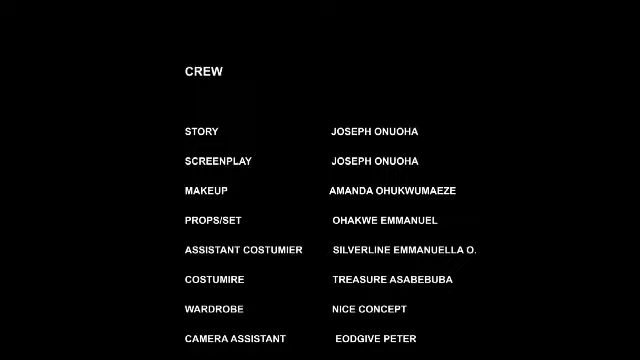 CREW
STORY JOSEPH ONUOHA
SCREENPLAY JOSEPH ONUOHA
MAKEUP AMANDA OHUKWUMAEZE
PROPS/SET OHAKWE EMMANUEL
ASSISTANT COSTUMIER SILVERLINE EMMANUELLA O.
COSTUMIRE TREASURE ASABEBUBA
WARDROBE NICE CONCEPT
CAMERA ASSISTANT EODGIVE PETER